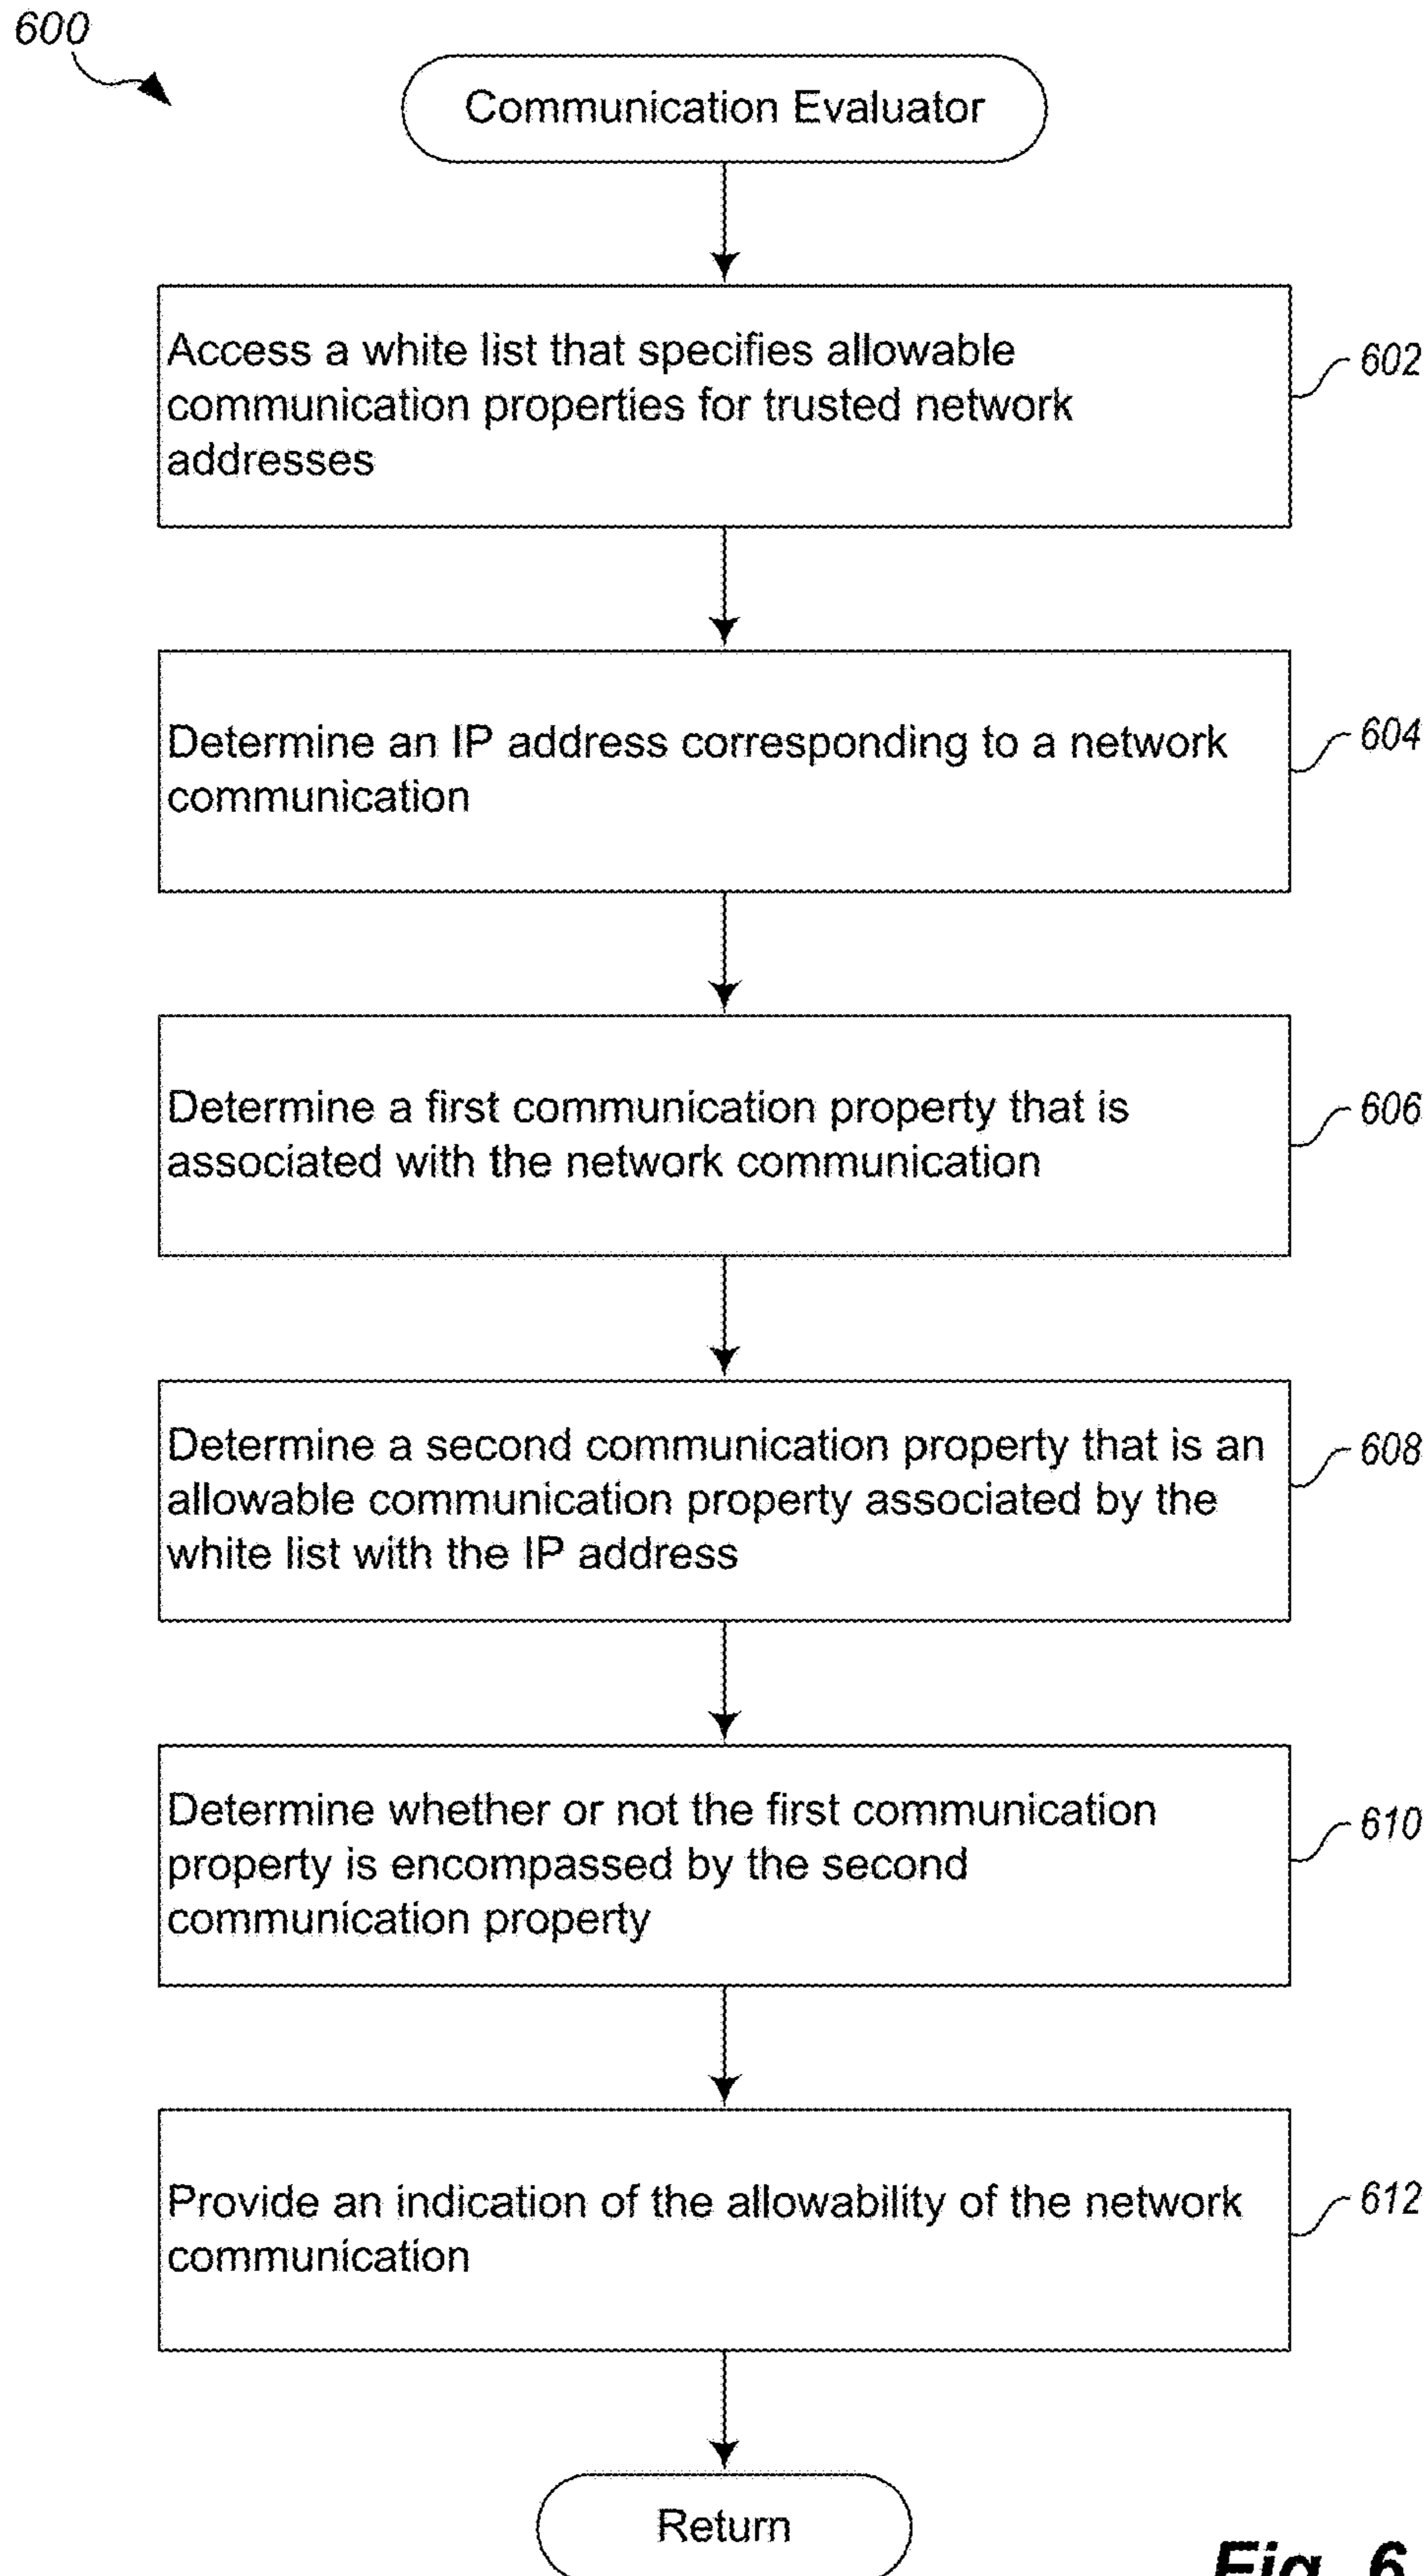 600
Communication Evaluator
Access a white list that specifies allowable
communication properties for trusted network
addresses
602
Determine an IP address corresponding to a network
communication
604
Determine a first communication property that is
associated with the network communication
606
Determine a second communication property that is an
allowable communication property associated by the
white list with the IP address
608
Determine whether or not the first communication
property is encompassed by the second
communication property
610
Provide an indication of the allowability of the network
communication
612
Return
Fig. 6